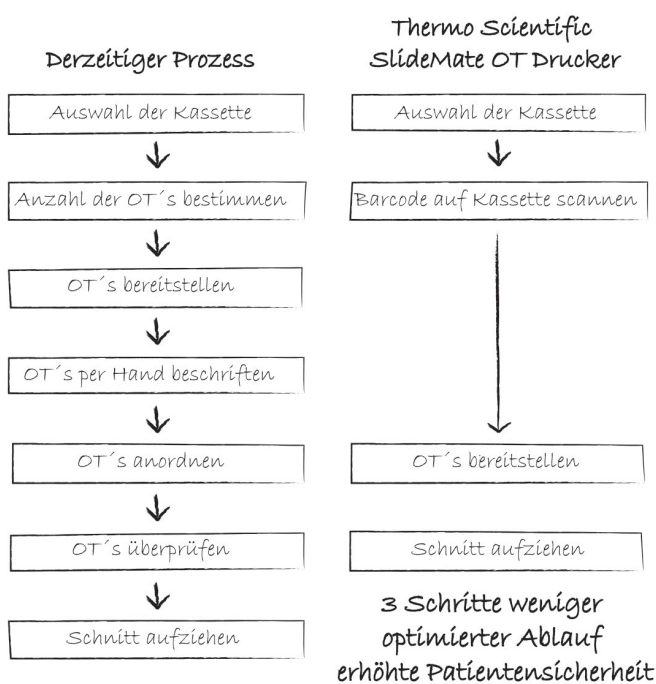 Derzeitiger Prozess
Auswahl der Kassette
Anzahl der OT´s bestimmen
OT´s bereitstellen
OT´s per Hand beschriften
OT´s anordnen
OT´s überprüfen
Schnitt aufziehen
Thermo Scientific
SlideMate OT Drucker
Auswahl der Kassette
Barcode auf Kassette scannen
OT´s bereitstellen
Schnitt aufziehen
3 Schritte weniger
optimierter Ablauf
erhöhte Patientensicherheit